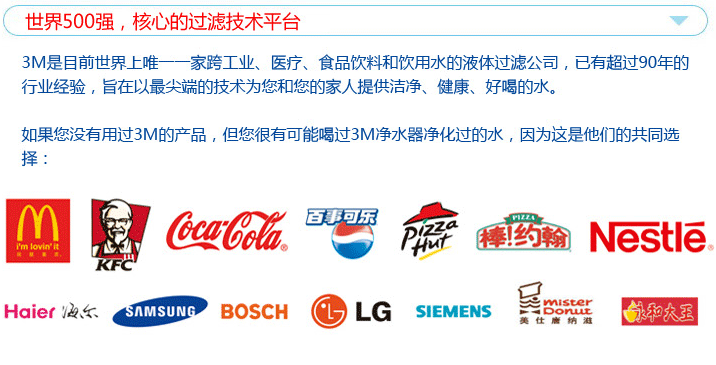 世界500强，核心的过滤技术平台
3M是目前世界上唯一一家跨工业、医疗、食品饮料和饮用水的液体过滤公司，已有超过90年的
行业经验，旨在以最尖端的技术为您和您的家人提供洁净、健康、好喝的水。
如果您没有用过3M的产品，但您很有可能喝过3M净水器净化过的水，因为这是他们的共同选
择：
i'm lovin' it
KFC
Coca-Cola
百事可乐
Pizza Hut
PIZZA
棒!约翰
Nestlé
Haier 海尔
SAMSUNG
BOSCH
LG
SIEMENS
mister Donut
美仕唐纳滋
永和大王